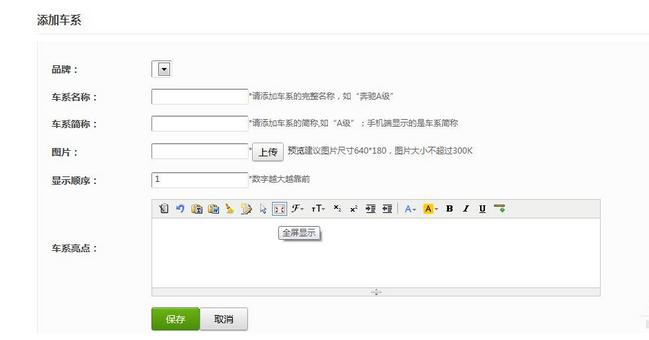 添加车系
品牌：
车系名称： *请添加车系的完整名称，如“奔驰A级”
车系简称： *请添加车系的简称,如“A级”；手机端显示的是车系简称
图片： * 上传 预览建议图片尺寸640*180，图片大小不超过300K
显示顺序： 1 *数字越大越靠前
车系亮点：
全屏显示
保存 取消